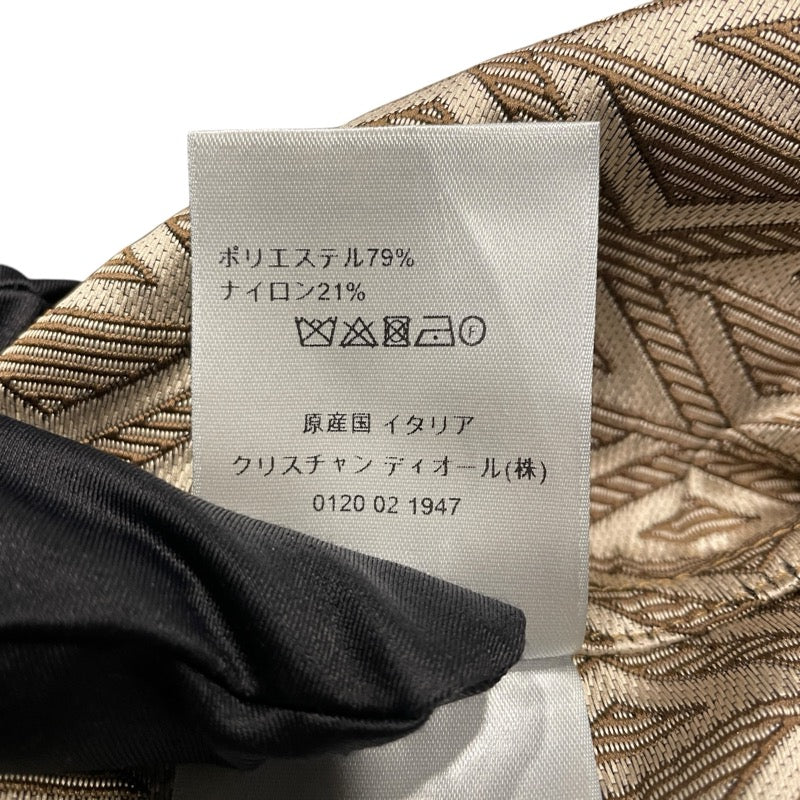 ポリエステル79%
ナイロン21%
F
原産国 イタリア
クリスチャン ディオール(株)
0120 02 1947